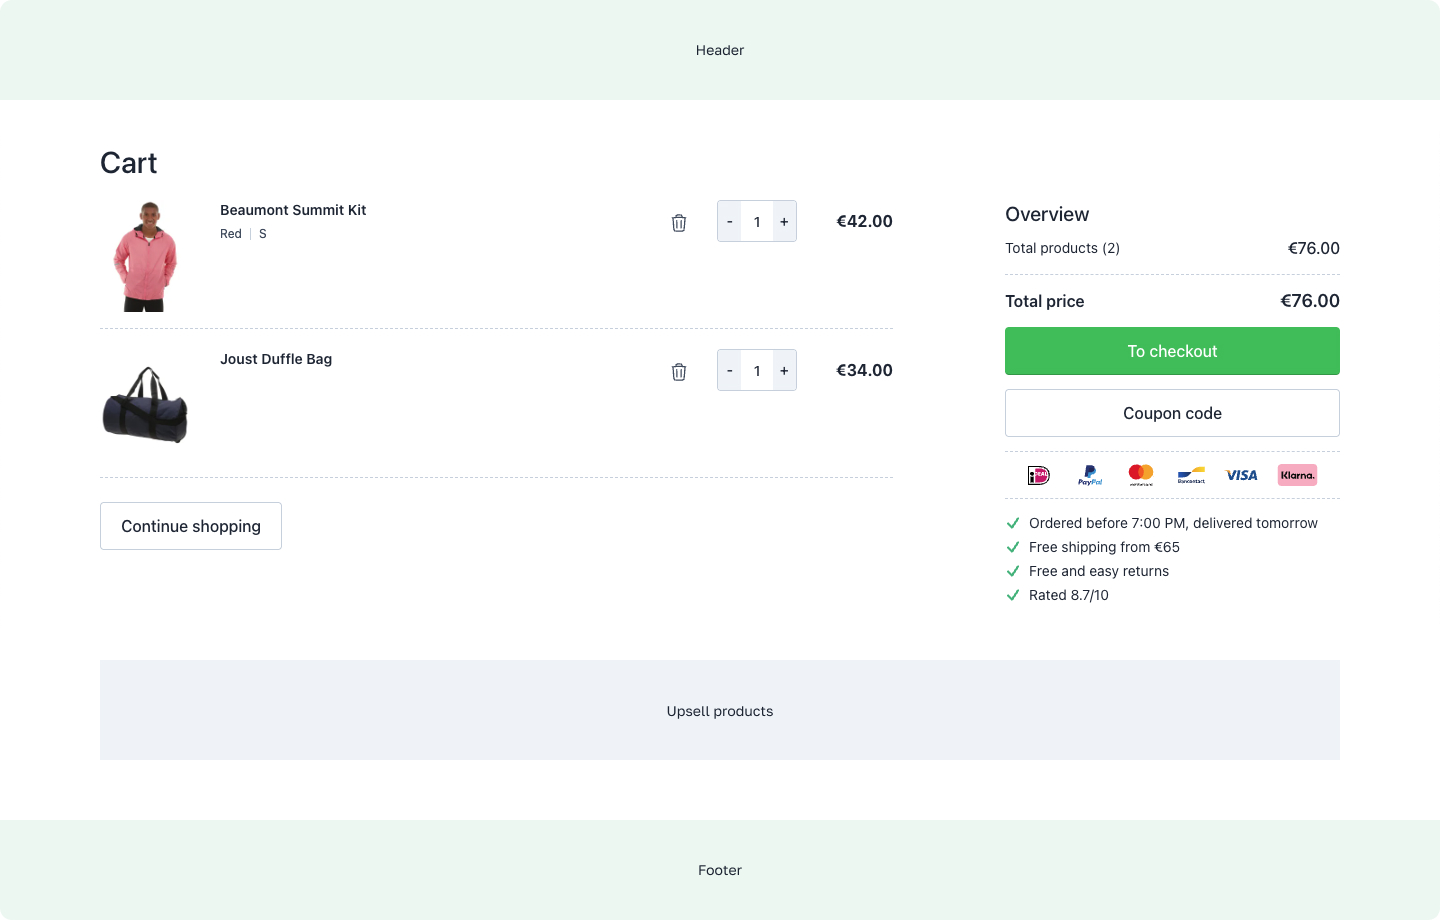 Header
Cart
Beaumont Summit Kit
Red | S
- 1 +
€42.00
Joust Duffle Bag
- 1 +
€34.00
Continue shopping
Overview
Total products (2) €76.00
Total price €76.00
To checkout
Coupon code
iDEAL PayPal mastercard Bancontact VISA Klarna.
Ordered before 7:00 PM, delivered tomorrow
Free shipping from €65
Free and easy returns
Rated 8.7/10
Upsell products
Footer